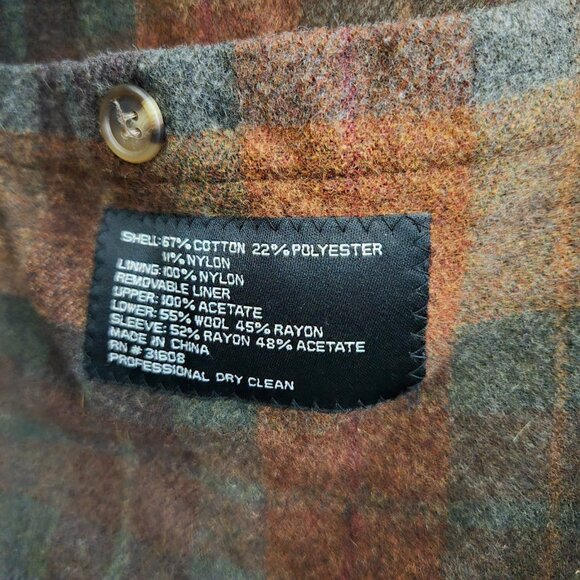 SHELL:67% COTTON 22% POLYESTER
11% NYLON
LINING:100% NYLON
REMOVABLE LINER
UPPER:100% ACETATE
LOWER:55% WOOL 45% RAYON
SLEEVE:52% RAYON 48% ACETATE
MADE IN CHINA
RN # 31608
PROFESSIONAL DRY CLEAN